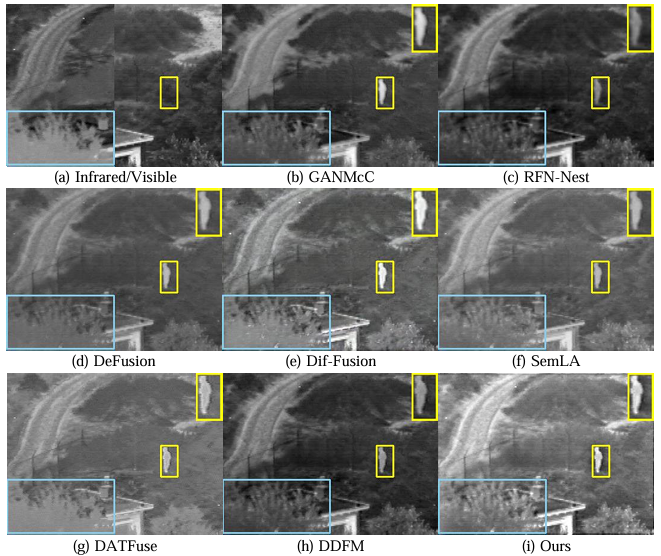 (a) Infrared/Visible
(b) GANMcC
(c) RFN-Nest
(d) DeFusion
(e) Dif-Fusion
(f) SemLA
(g) DATFuse
(h) DDFM
(i) Ours